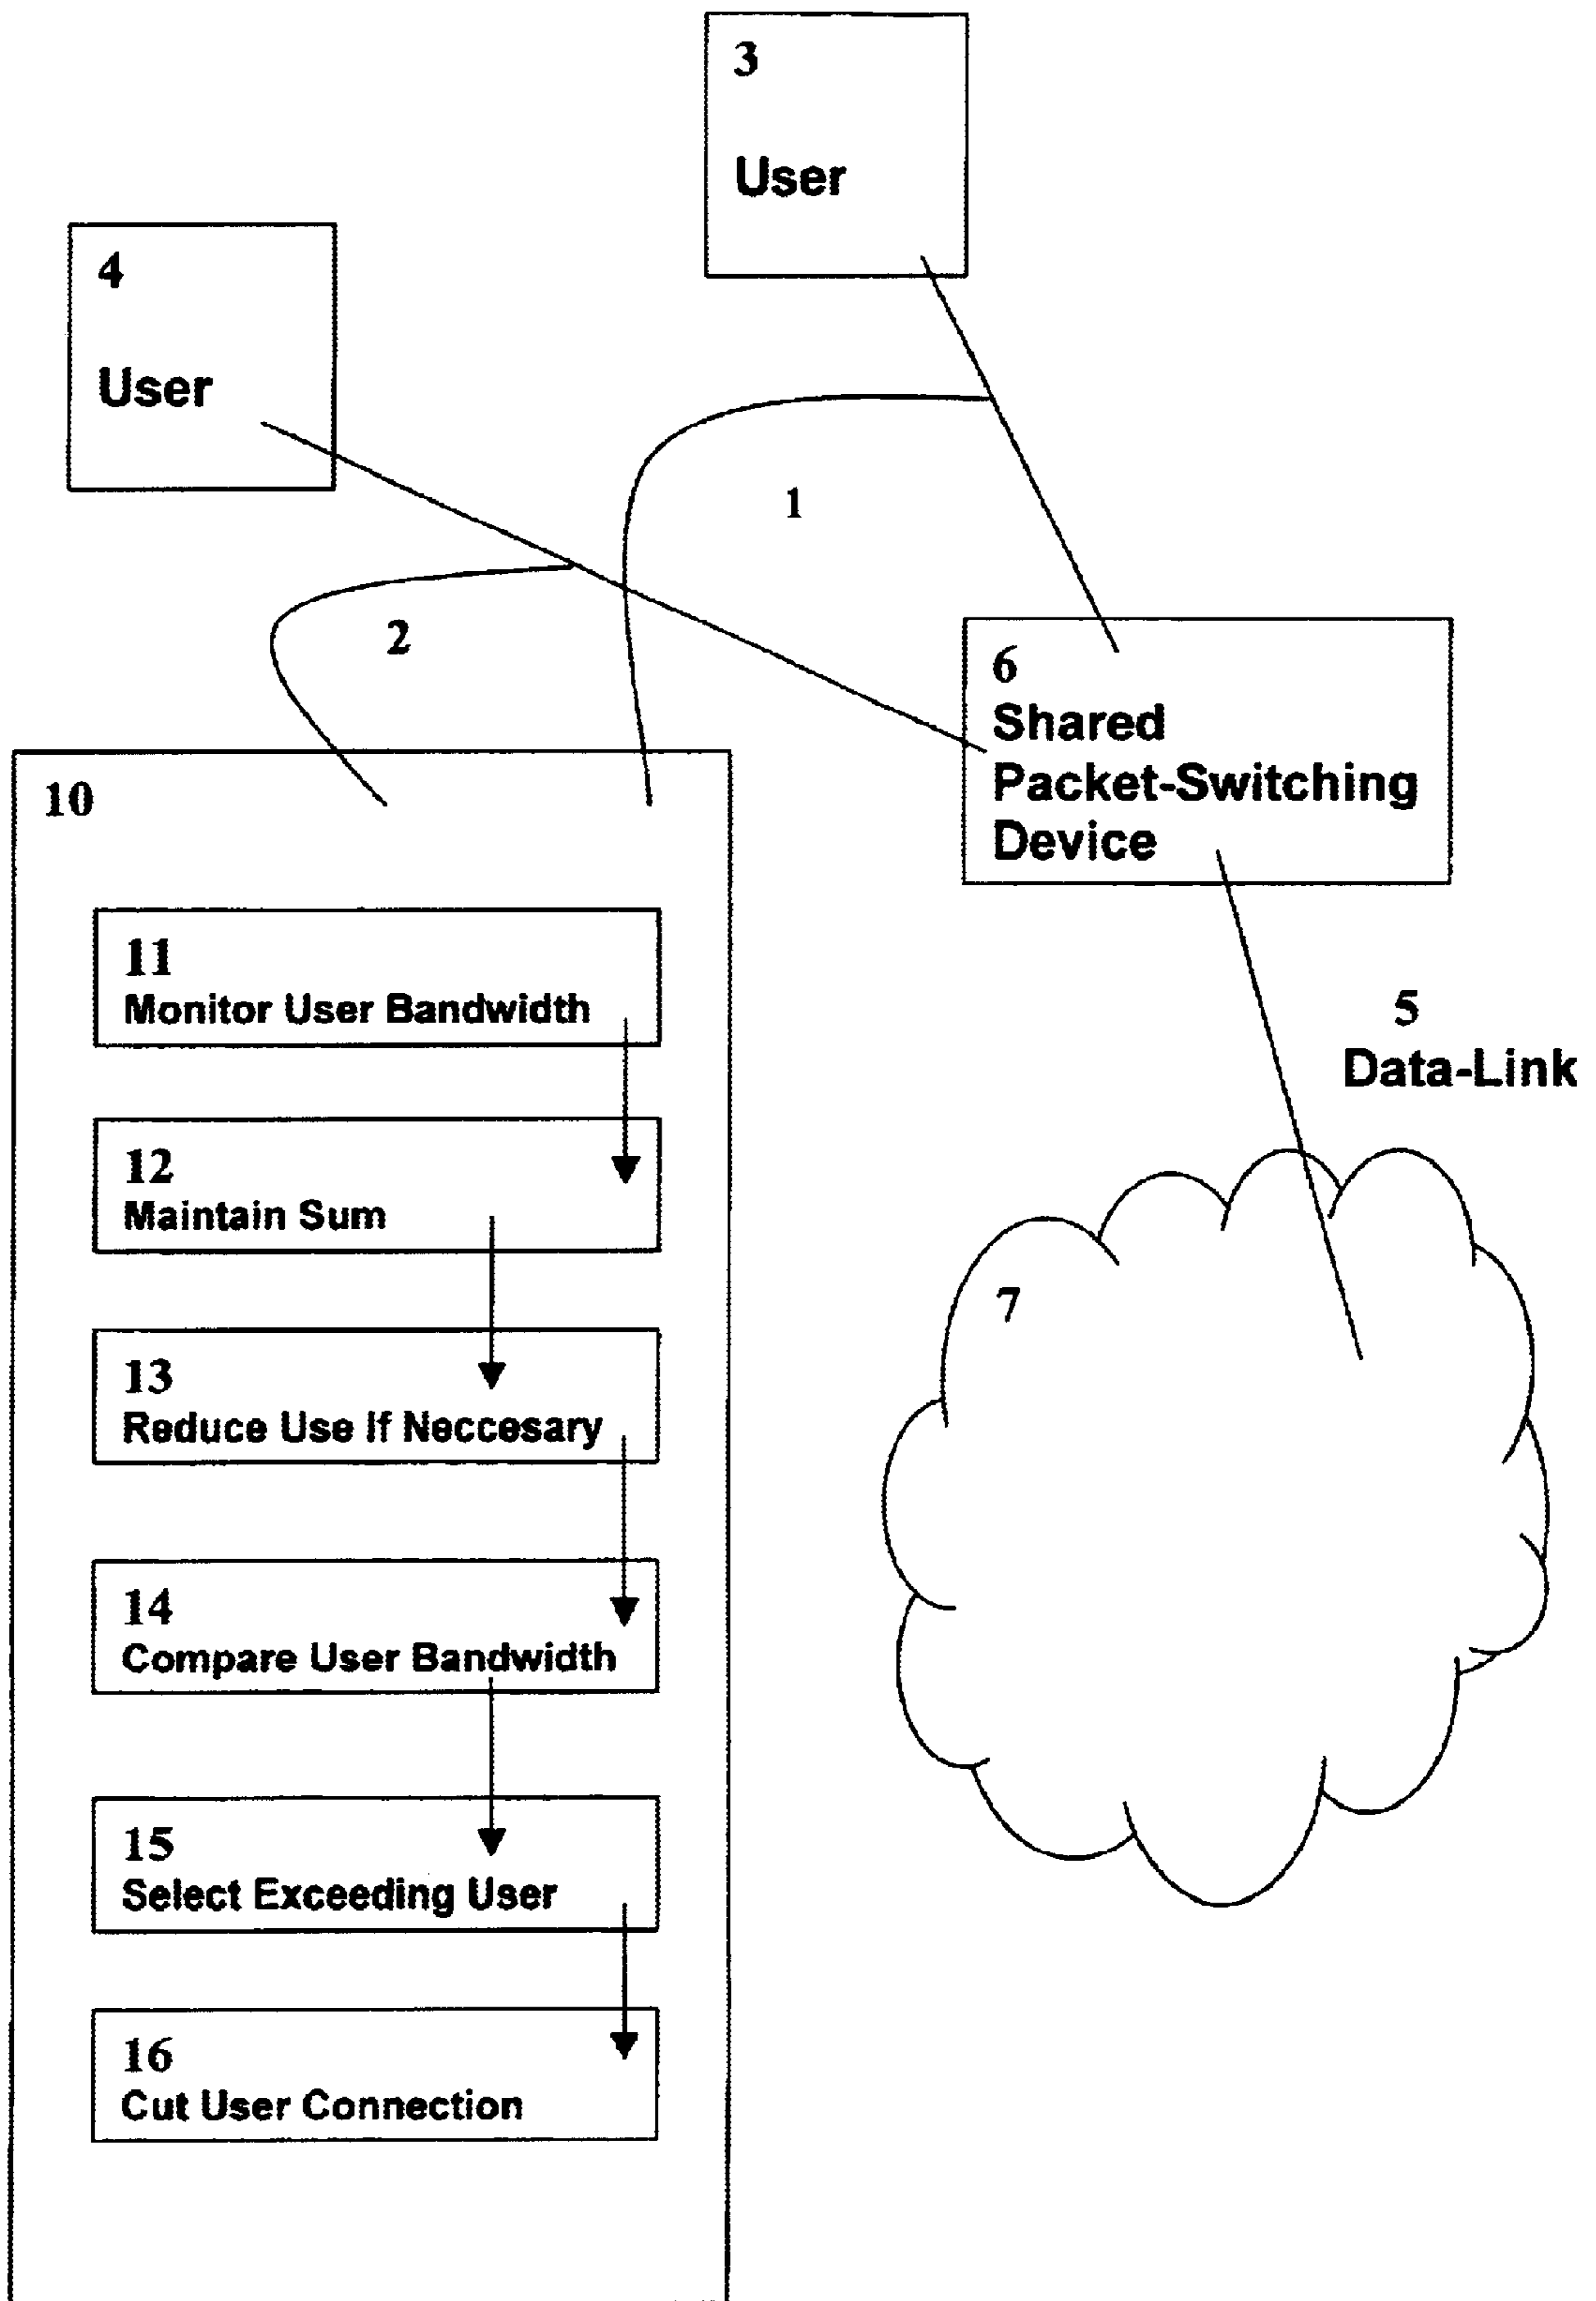 3
User
4
User
1
2
6
Shared
Packet-Switching
Device
10
11
Monitor User Bandwidth
5
Data-Link
12
Maintain Sum
7
13
Reduce Use If Neccesary
14
Compare User Bandwidth
15
Select Exceeding User
16
Cut User Connection